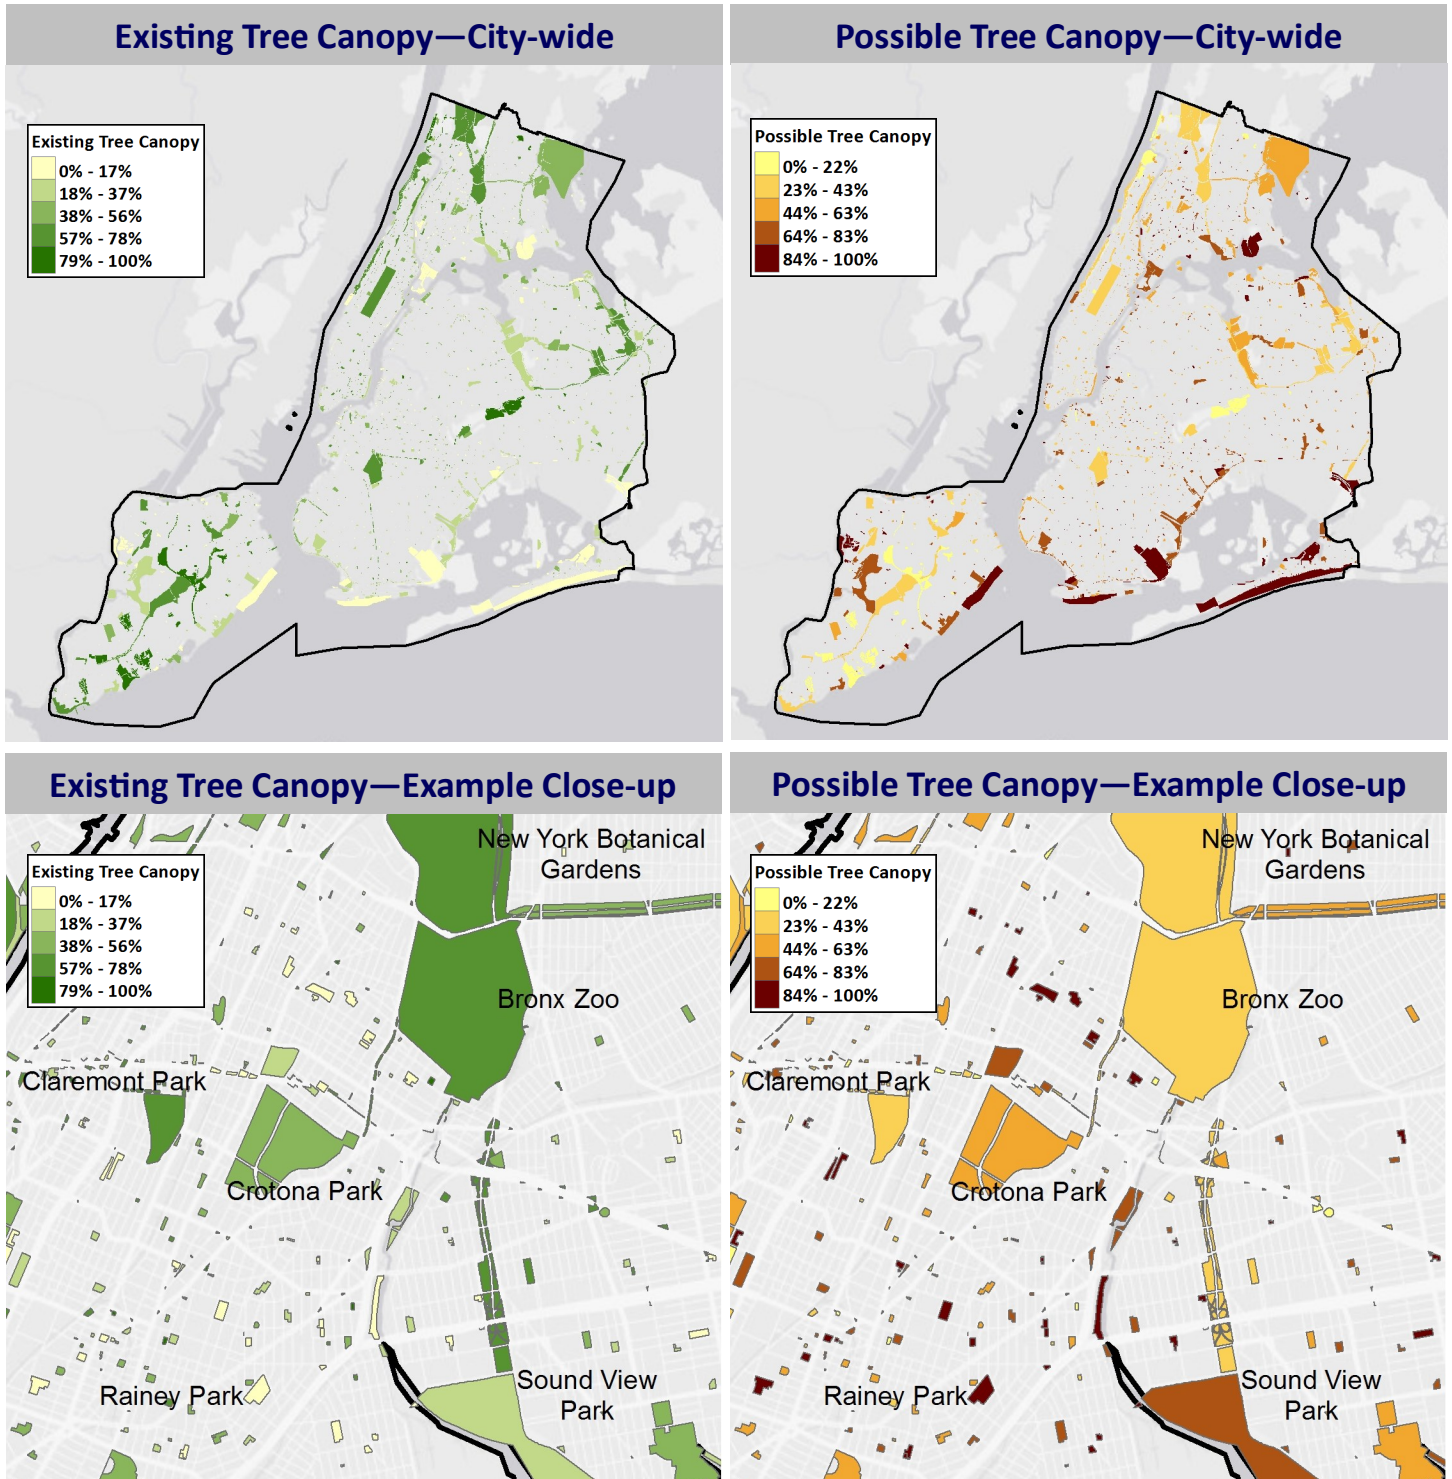 Existing Tree Canopy—City-wide
Existing Tree Canopy
0% - 17%
18% - 37%
38% - 56%
57% - 78%
79% - 100%
Possible Tree Canopy—City-wide
Possible Tree Canopy
0% - 22%
23% - 43%
44% - 63%
64% - 83%
84% - 100%
Existing Tree Canopy—Example Close-up
Existing Tree Canopy
0% - 17%
18% - 37%
38% - 56%
57% - 78%
79% - 100%
New York Botanical
Gardens
Bronx Zoo
Claremont Park
Crotona Park
Rainey Park
Sound View
Park
Possible Tree Canopy—Example Close-up
Possible Tree Canopy
0% - 22%
23% - 43%
44% - 63%
64% - 83%
84% - 100%
New York Botanical
Gardens
Bronx Zoo
Claremont Park
Crotona Park
Rainey Park
Sound View
Park